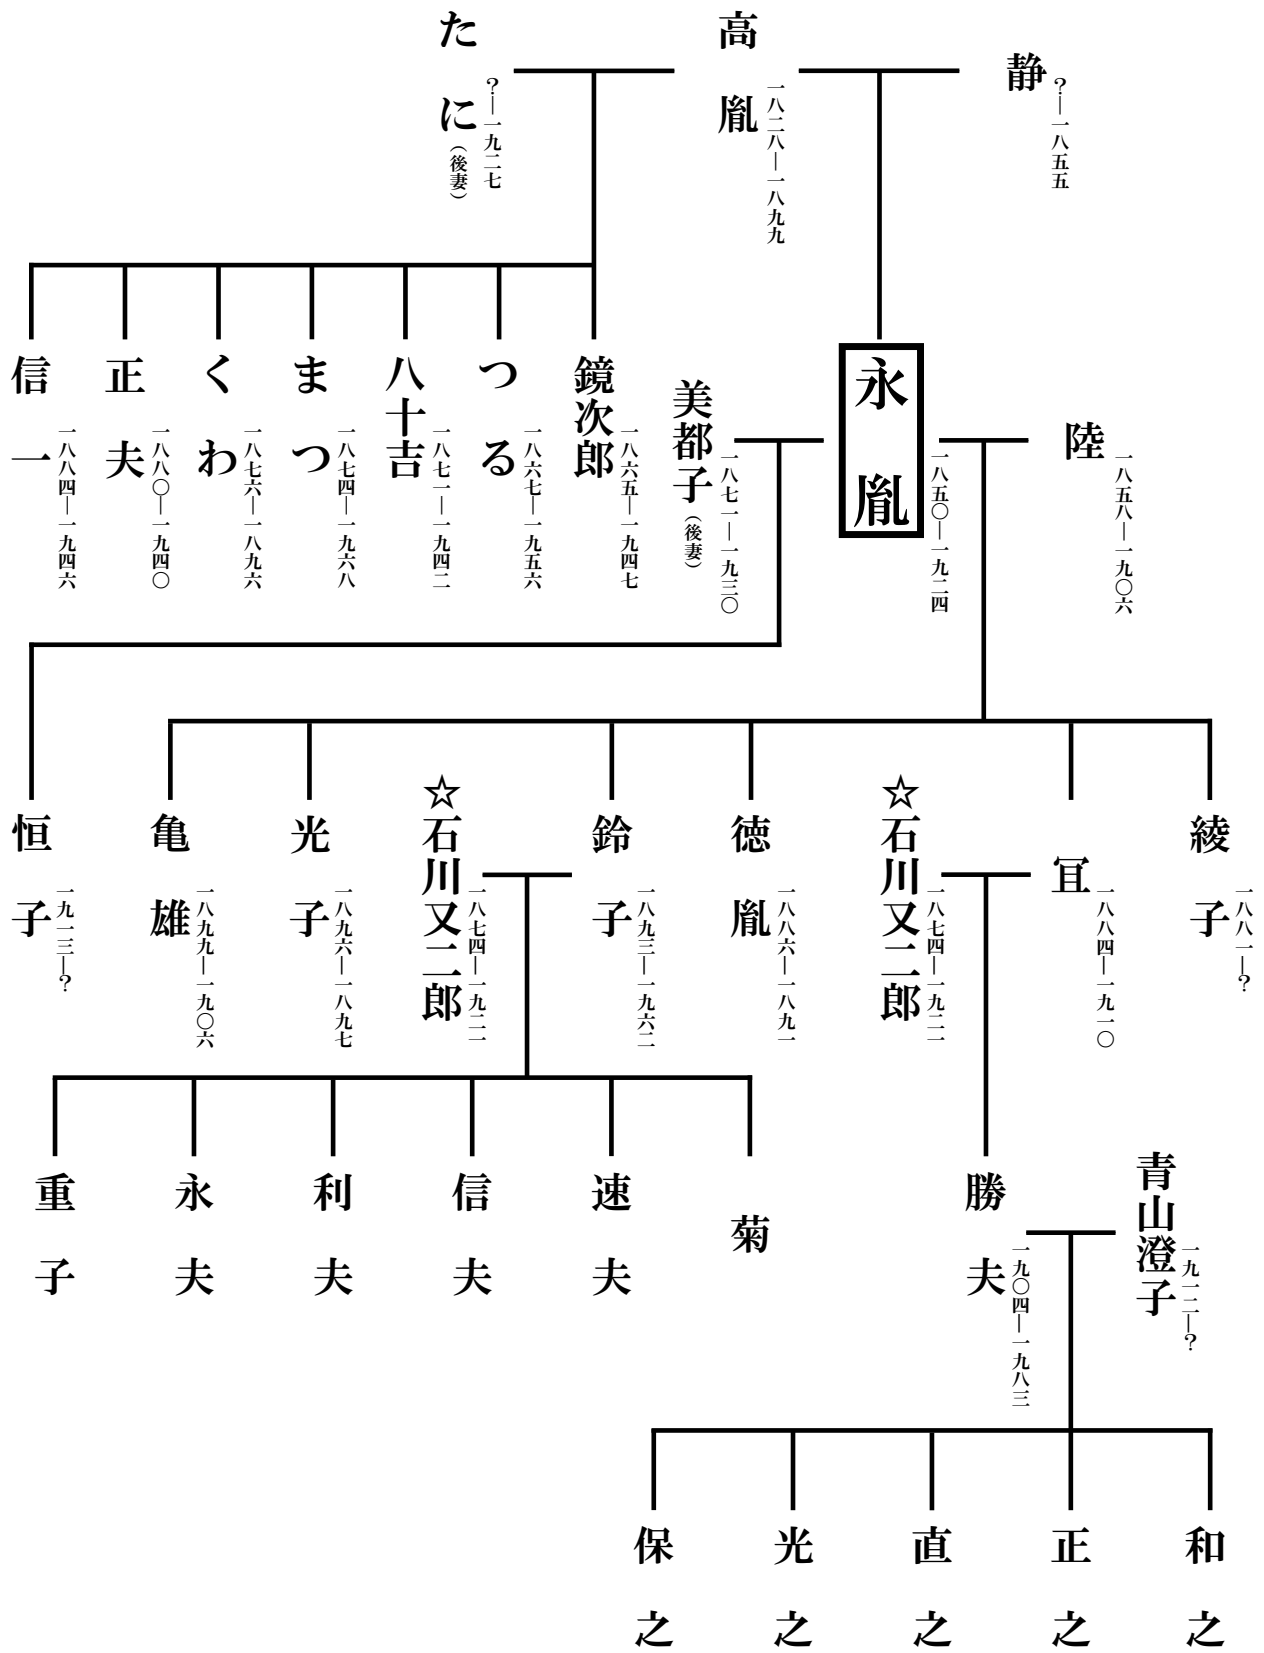 静
？―一八五五
高胤
一八二八―一八九九
たに（後妻）
？―一九二七
陸
一八五八―一九〇六
永胤
一八五〇―一九二四
美都子（後妻）
一八七一―一九三〇
鏡次郎
一八六五―一九四七
つる
一八六七―一九五六
八十吉
一八七一―一九四二
まつ
一八七四―一九六八
くわ
一八七六―一八九六
正夫
一八八〇―一九四〇
信一
一八八四―一九四六
綾子
一八八一―？
冝
一八八四―一九一〇
☆石川又二郎
一八七四―一九二一
徳胤
一八八六―一八九一
鈴子
一八九三―一九六二
☆石川又二郎
一八七四―一九二一
光子
一八九六―一八九七
亀雄
一八九九―一九〇六
恒子
一九一三―？
青山澄子
一九一二―？
勝夫
一九〇四―一九八三
菊
速夫
信夫
利夫
永夫
重子
和之
正之
直之
光之
保之